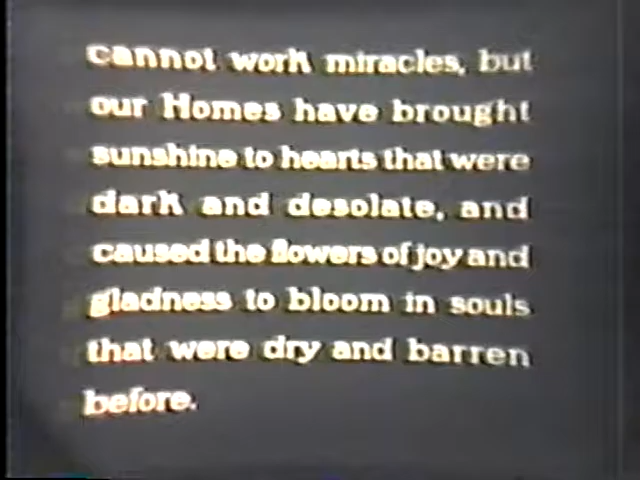 cannot work miracles, but
our Homes have brought
sunshine to hearts that were
dark and desolate, and
caused the flowers of joy and
gladness to bloom in souls
that were dry and barren
before.